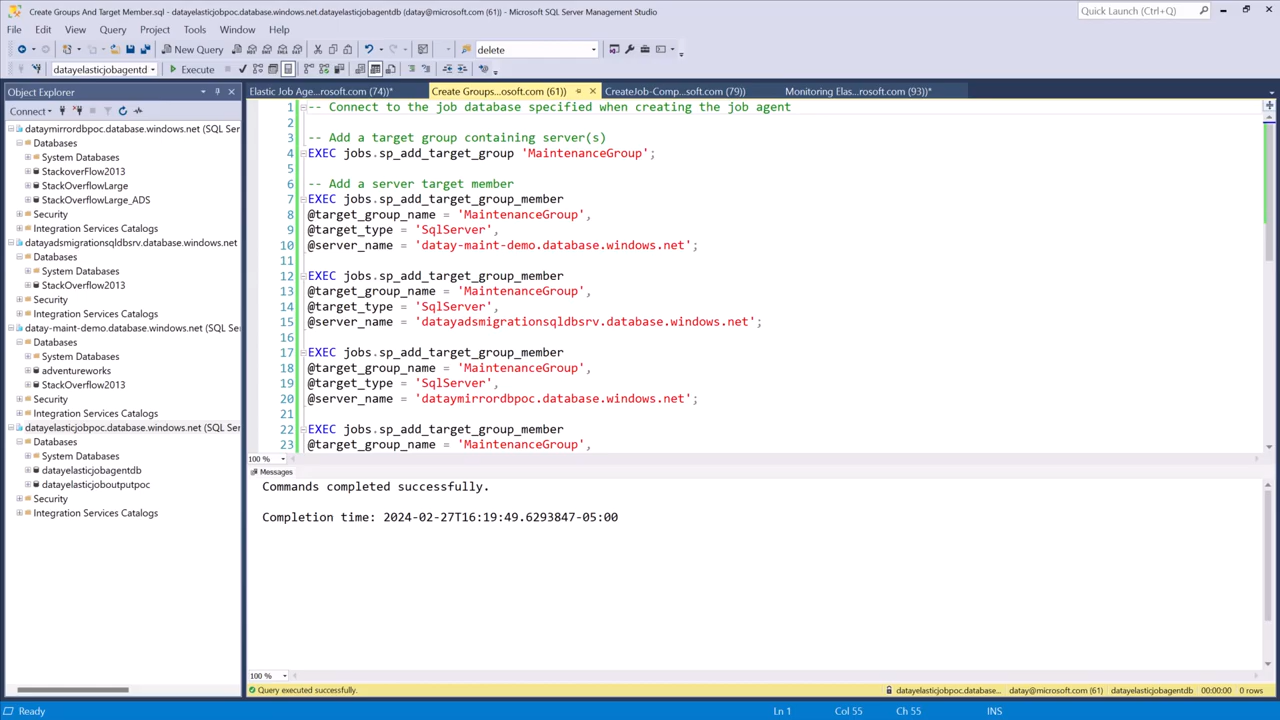 Create Groups And Target Member.sql - datayelasticjobpoc.database.windows.net.datayelasticjobagentdb (datay@microsoft.com (61)) - Microsoft SQL Server Management Studio
Quick Launch (Ctrl+Q)
File Edit View Query Project Tools Window Help
New Query delete
datayelasticjobagentd Execute
Object Explorer
Connect
dataymirrordbpoc.database.windows.net (SQL Ser
Databases
System Databases
StackoverFlow2013
StackOverflowLarge
StackOverflowLarge_ADS
Security
Integration Services Catalogs
datayadsmigrationsqldbsrv.database.windows.net
Databases
System Databases
StackOverflow2013
Security
Integration Services Catalogs
datay-maint-demo.database.windows.net (SQL Ser
Databases
System Databases
adventureworks
StackOverflow2013
Security
Integration Services Catalogs
datayelasticjobpoc.database.windows.net (SQL Ser
Databases
System Databases
datayelasticjobagentdb
datayelasticjoboutputpoc
Security
Integration Services Catalogs
Elastic Job Age...rosoft.com (74))* Create Groups...osoft.com (61)) CreateJob-Comp...soft.com (79)) Monitoring Elas...rosoft.com (93))*
1 -- Connect to the job database specified when creating the job agent
2
3 -- Add a target group containing server(s)
4 EXEC jobs.sp_add_target_group 'MaintenanceGroup';
5
6 -- Add a server target member
7 EXEC jobs.sp_add_target_group_member
8 @target_group_name = 'MaintenanceGroup',
9 @target_type = 'SqlServer',
10 @server_name = 'datay-maint-demo.database.windows.net';
11
12 EXEC jobs.sp_add_target_group_member
13 @target_group_name = 'MaintenanceGroup',
14 @target_type = 'SqlServer',
15 @server_name = 'datayadsmigrationsqldbsrv.database.windows.net';
16
17 EXEC jobs.sp_add_target_group_member
18 @target_group_name = 'MaintenanceGroup',
19 @target_type = 'SqlServer',
20 @server_name = 'dataymirrordbpoc.database.windows.net';
21
22 EXEC jobs.sp_add_target_group_member
23 @target_group_name = 'MaintenanceGroup',
100 %
Messages
Commands completed successfully.
Completion time: 2024-02-27T16:19:49.6293847-05:00
100 %
Query executed successfully. datayelasticjobpoc.database... datay@microsoft.com (61) datayelasticjobagentdb 00:00:00 0 rows
Ready Ln 1 Col 55 Ch 55 INS